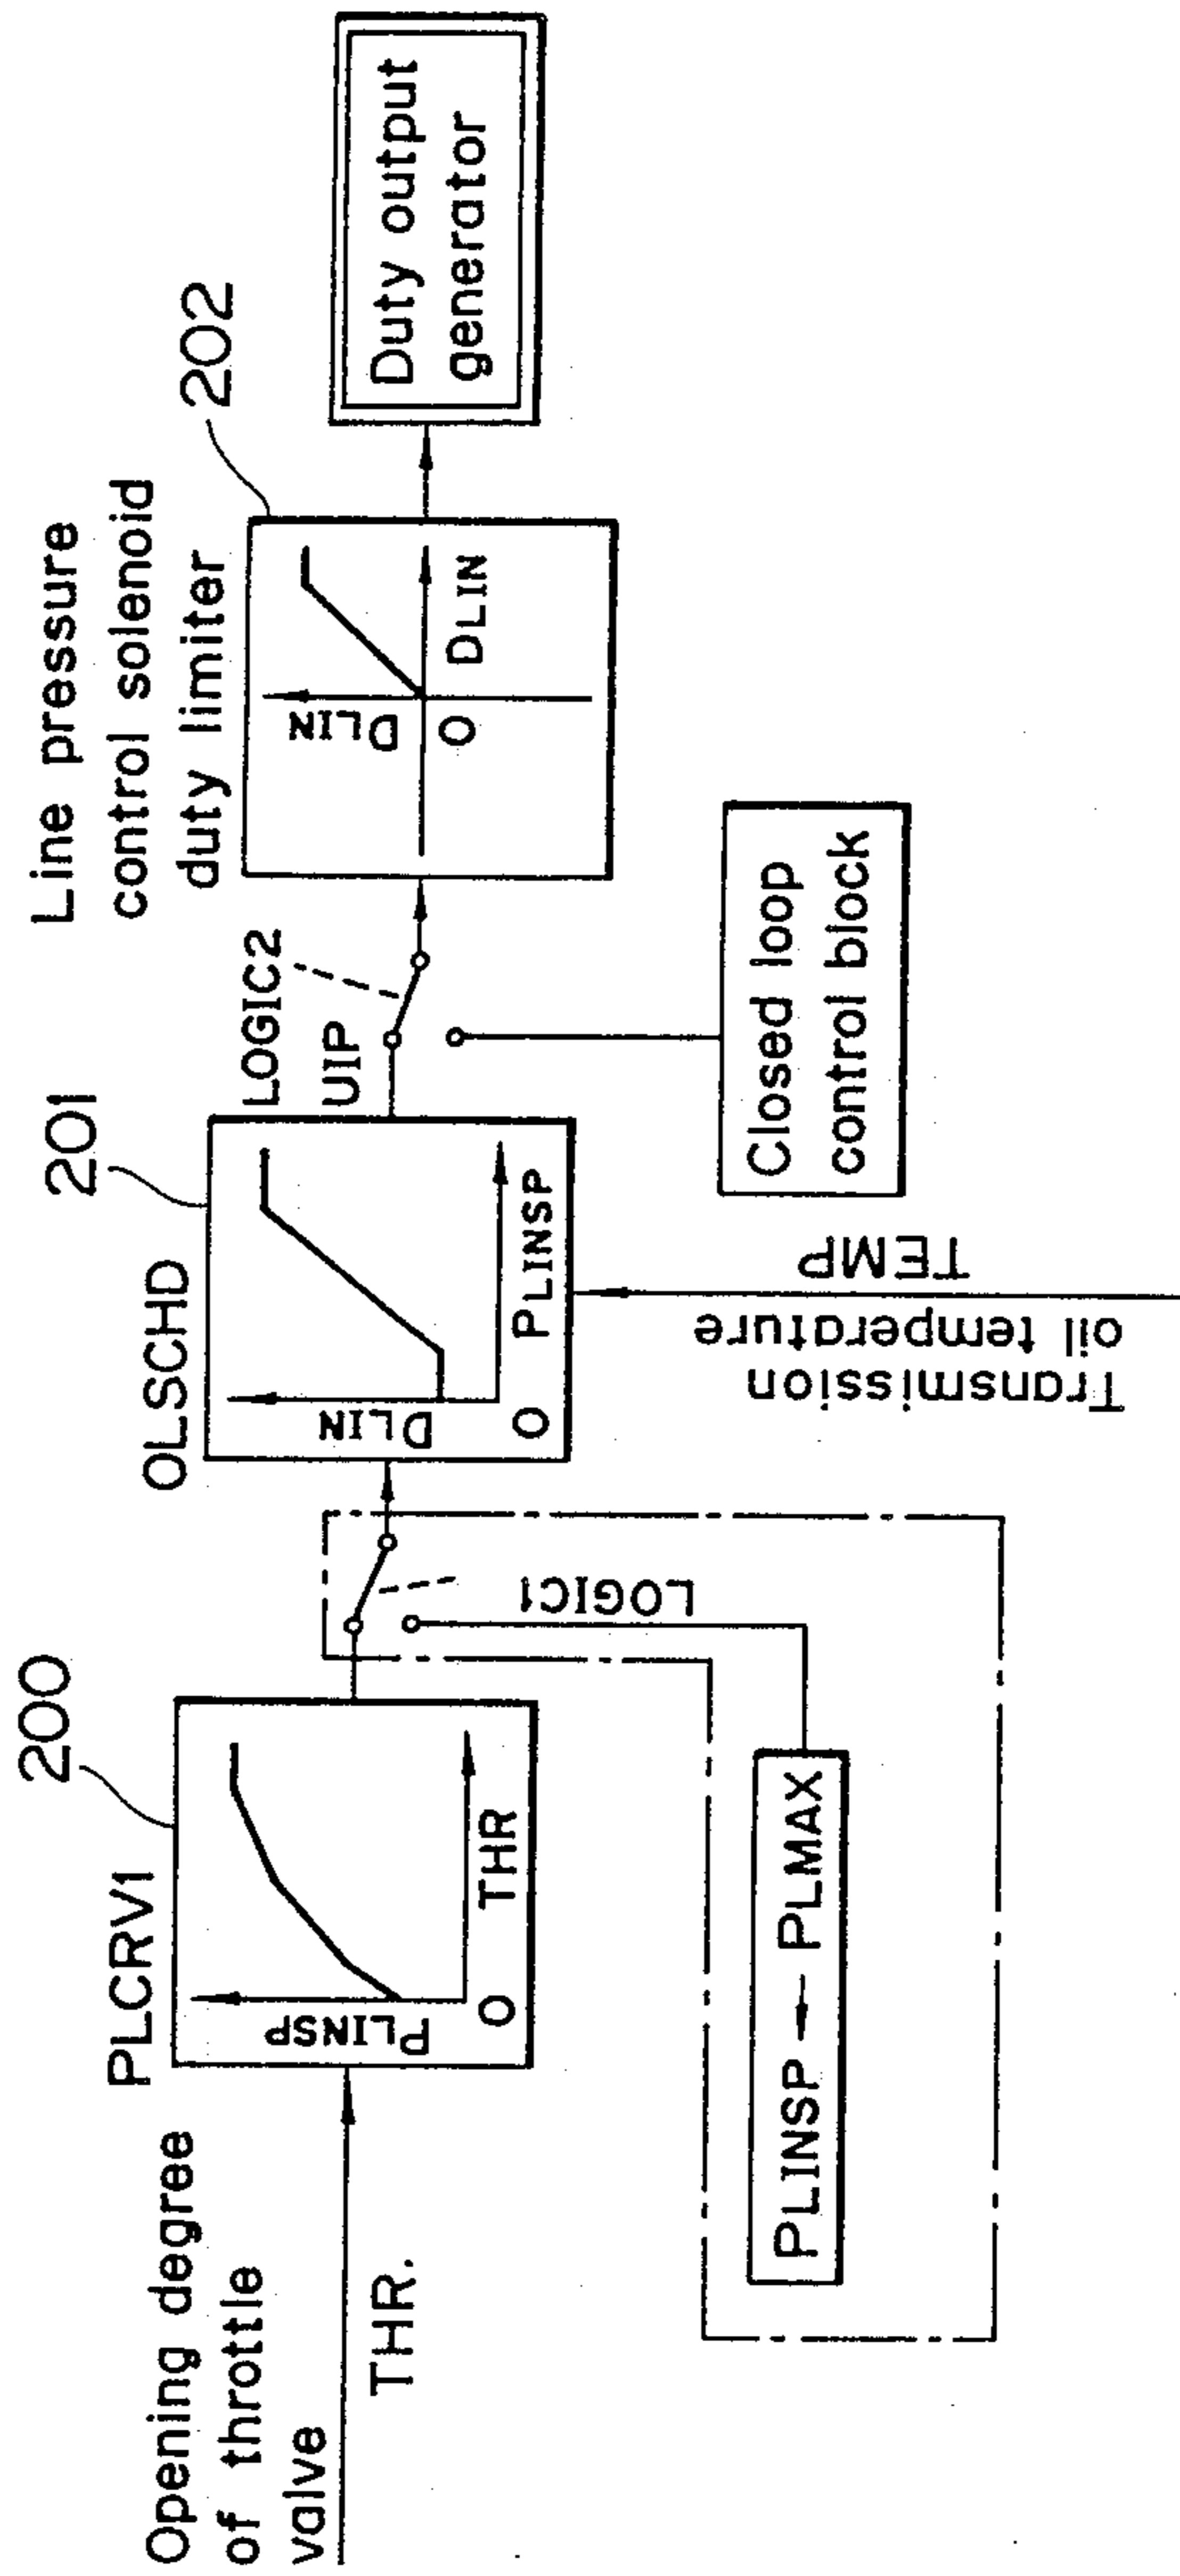 Opening degree
of throttle
valve
THR.
PLCRV1
200
PLINSP
O
THR
LOGIC1
PLINSP ← PLMAX
OLSCHD
201
DLIN
O
PLINSP
Transmission
oil temperature
TEMP
LOGIC2
UIP
Closed loop
control block
Line pressure
control solenoid
duty limiter
202
DLIN
O
DLIN
Duty output
generator